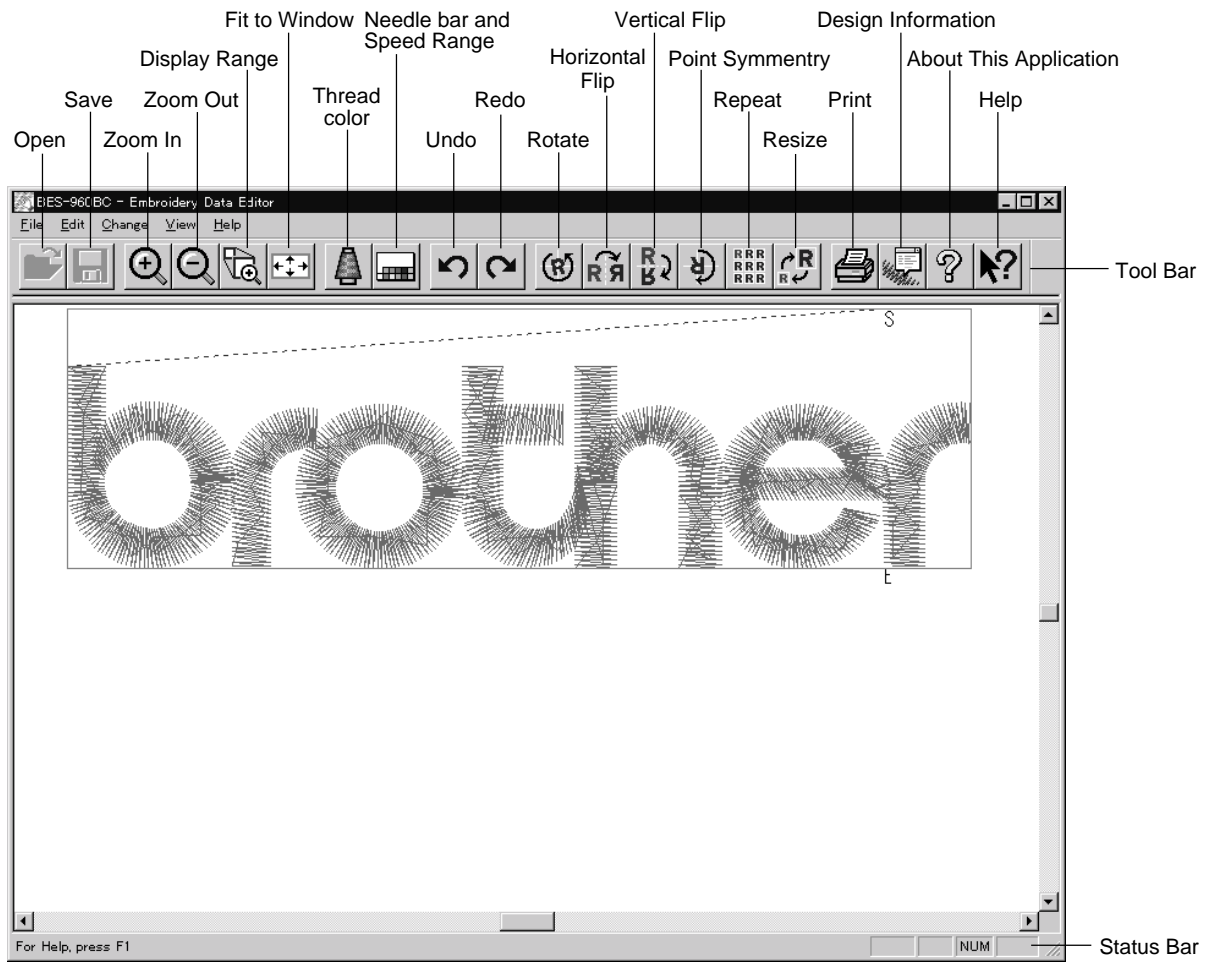 Fit to Window
Needle bar and
Speed Range
Vertical Flip
Design Information
Display Range
Horizontal
Flip
Point Symmentry
About This Application
Save
Zoom Out
Thread
color
Redo
Repeat
Print
Help
Open
Zoom In
Undo
Rotate
Resize
BES-960BC - Embroidery Data Editor
File Edit Change View Help
Tool Bar
S
brother
E
For Help, press F1
NUM
Status Bar